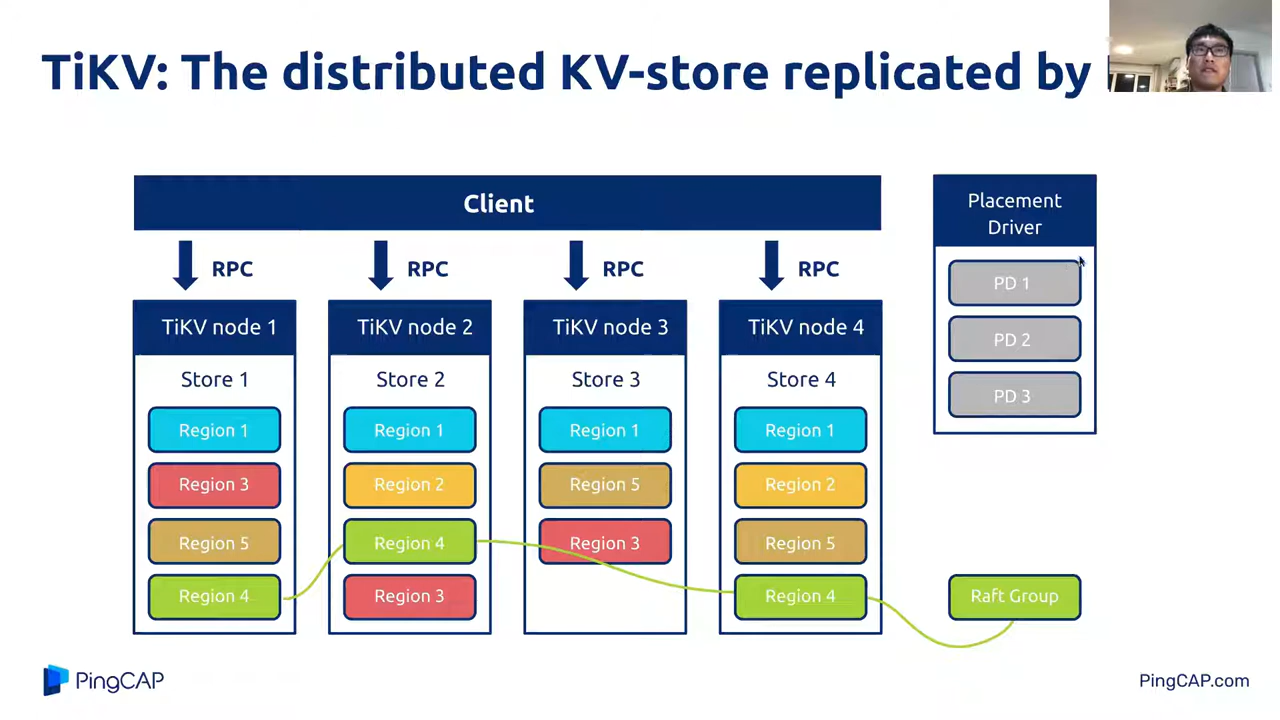 TiKV: The distributed KV-store replicated by
Client
RPC
RPC
RPC
RPC
TiKV node 1
Store 1
Region 1
Region 3
Region 5
Region 4
TiKV node 2
Store 2
Region 1
Region 2
Region 4
Region 3
TiKV node 3
Store 3
Region 1
Region 5
Region 3
TiKV node 4
Store 4
Region 1
Region 2
Region 5
Region 4
Placement
Driver
PD 1
PD 2
PD 3
Raft Group
PingCAP
PingCAP.com